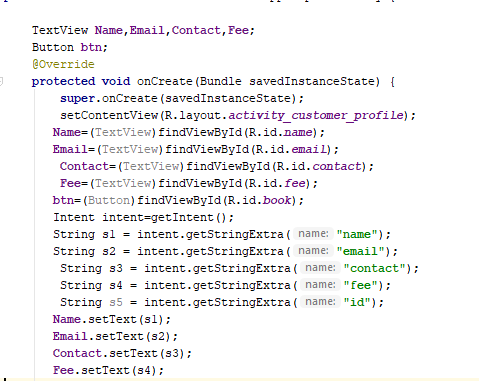 TextView Name,Email,Contact,Fee;
Button btn;
@Override
protected void onCreate(Bundle savedInstanceState) {
super.onCreate(savedInstanceState);
setContentView(R.layout.activity_customer_profile);
Name=(TextView)findViewById(R.id.name);
Email=(TextView)findViewById(R.id.email);
Contact=(TextView)findViewById(R.id.contact);
Fee=(TextView)findViewById(R.id.fee);
btn=(Button)findViewById(R.id.book);
Intent intent=getIntent();
String s1 = intent.getStringExtra( name: "name");
String s2 = intent.getStringExtra( name: "email");
String s3 = intent.getStringExtra( name: "contact");
String s4 = intent.getStringExtra( name: "fee");
String s5 = intent.getStringExtra( name: "id");
Name.setText(s1);
Email.setText(s2);
Contact.setText(s3);
Fee.setText(s4);